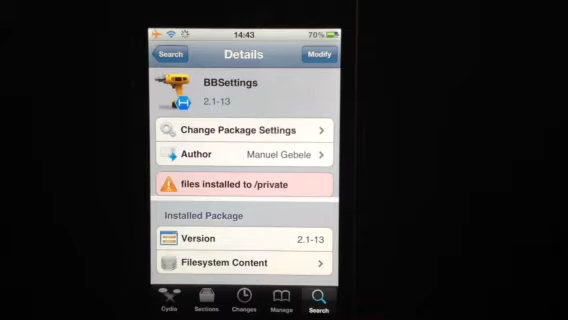 14:43
70%
Search
Details
Modify
BBSettings
2.1-13
Change Package Settings
Author Manuel Gebele
files installed to /private
Installed Package
Version 2.1-13
Filesystem Content
Cydia Sections Changes Manage Search